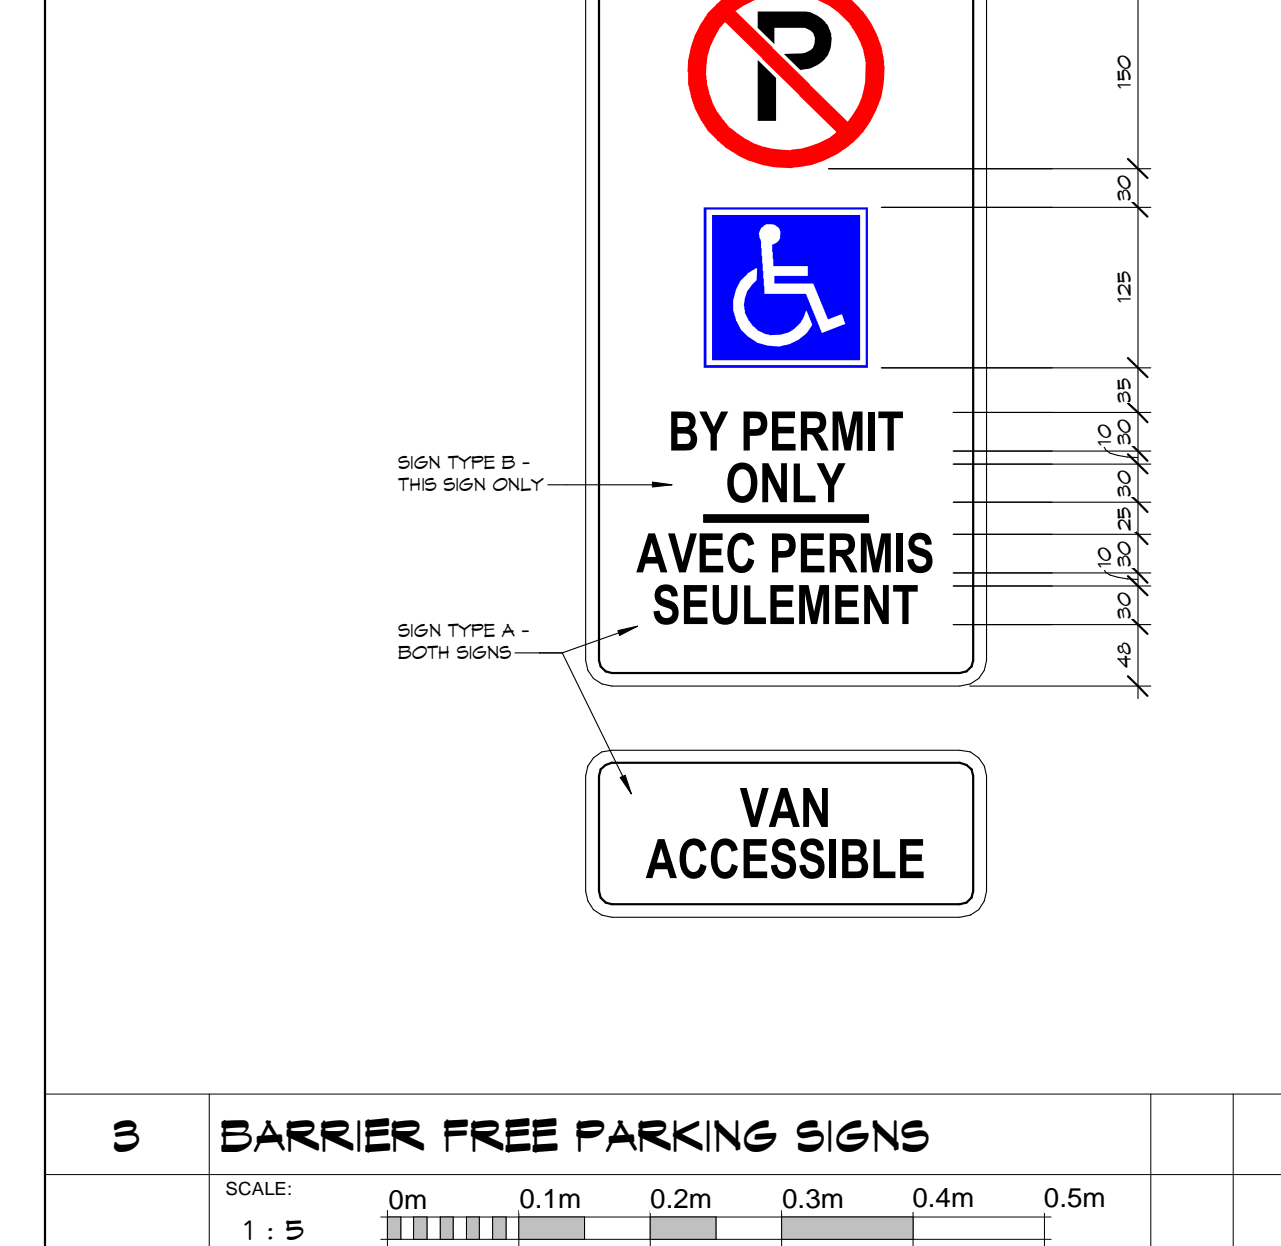 P
150
30
125
35
10
30
30
25
10
30
30
48
BY PERMIT
ONLY
AVEC PERMIS
SEULEMENT
SIGN TYPE B -
THIS SIGN ONLY
SIGN TYPE A -
BOTH SIGNS
VAN
ACCESSIBLE
3
BARRIER FREE PARKING SIGNS
SCALE:
1 : 5
0m 0.1m 0.2m 0.3m 0.4m 0.5m